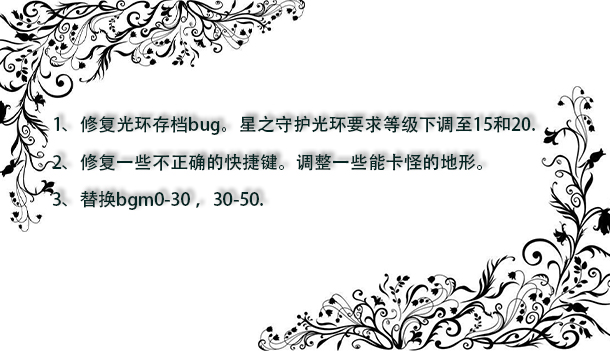 1、修复光环存档bug。星之守护光环要求等级下调至15和20.
2、修复一些不正确的快捷键。调整一些能卡怪的地形。
3、替换bgm0-30 ，30-50.